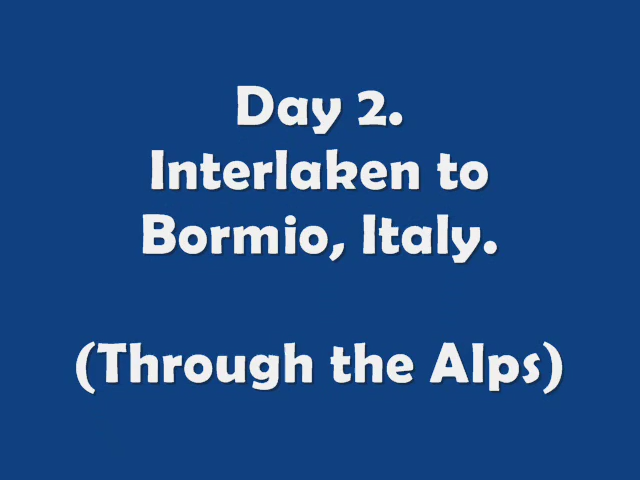 Day 2.
Interlaken to
Bormio, Italy.
(Through the Alps)